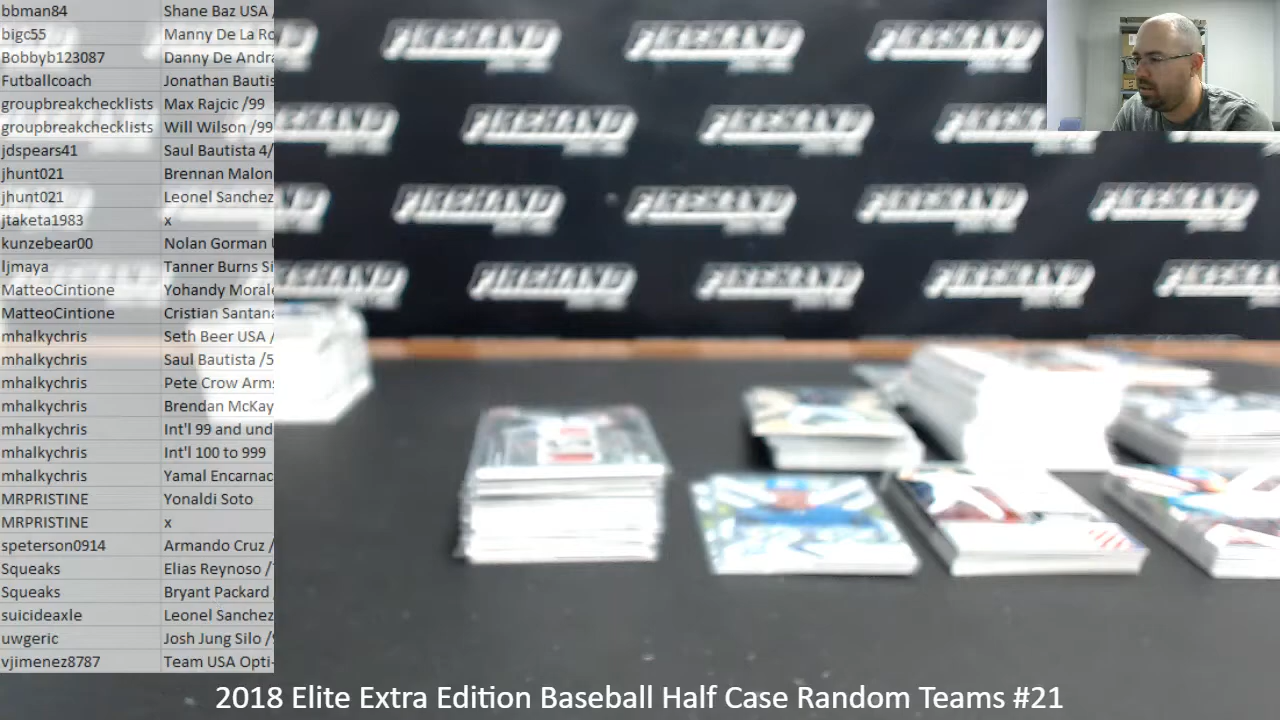 bbman84 Shane Baz USA /
bigc55 Manny De La Ro
Bobbyb123087 Danny De Andra
Futballcoach Jonathan Bautis
groupbreakchecklists Max Rajcic /99
groupbreakchecklists Will Wilson /99
jdspears41 Saul Bautista 4/
jhunt021 Brennan Malon
jhunt021 Leonel Sanchez
jtaketa1983 x
kunzebear00 Nolan Gorman U
ljmaya Tanner Burns Si
MatteoCintione Yohandy Morale
MatteoCintione Cristian Santana
mhalkychris Seth Beer USA /
mhalkychris Saul Bautista /5
mhalkychris Pete Crow Arms
mhalkychris Brendan McKay
mhalkychris Int'l 99 and und
mhalkychris Int'l 100 to 999
mhalkychris Yamal Encarnac
MRPRISTINE Yonaldi Soto
MRPRISTINE x
speterson0914 Armando Cruz /
Squeaks Elias Reynoso /
Squeaks Bryant Packard
suicideaxle Leonel Sanchez
uwgeric Josh Jung Silo /9
vjimenez8787 Team USA Opti-
2018 Elite Extra Edition Baseball Half Case Random Teams #21